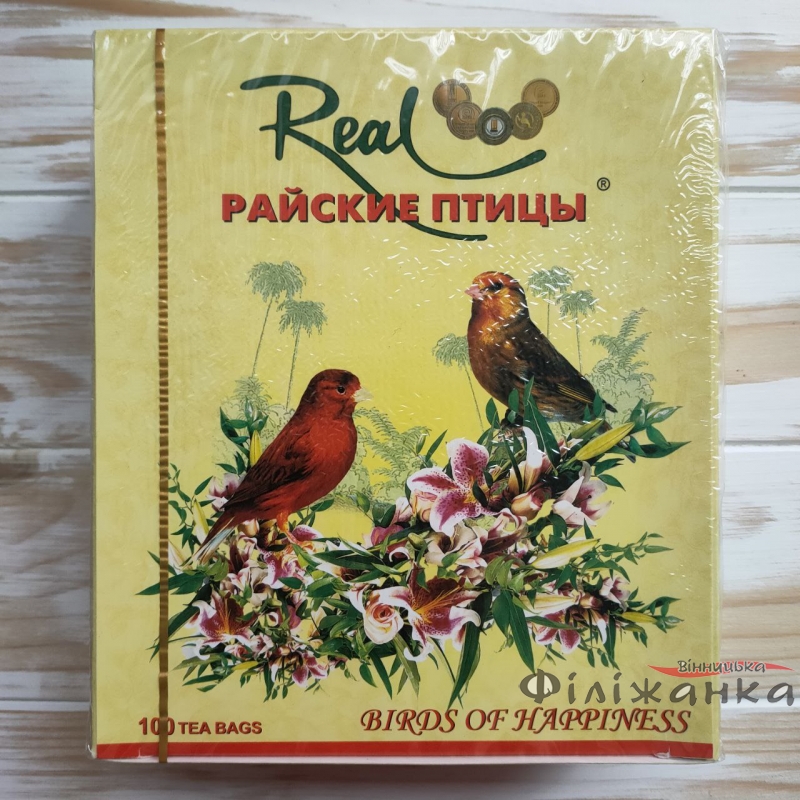 Real
РАЙСКИЕ ПТИЦЫ ®
Вінницька
Філіжанка
100 TEA BAGS
BIRDS OF HAPPINESS